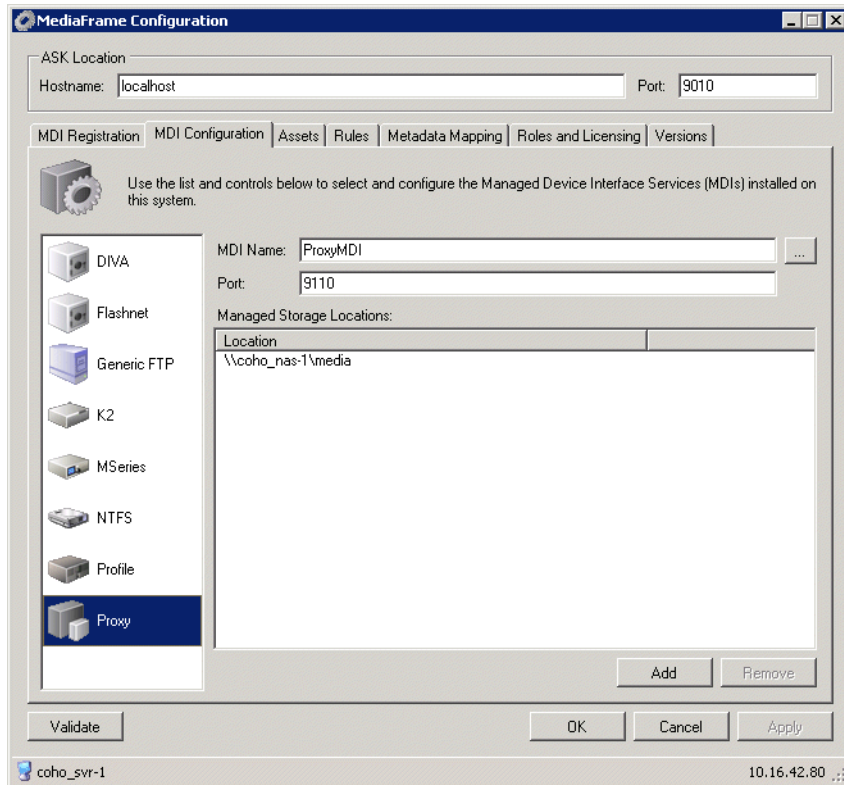 MediaFrame Configuration
ASK Location
Hostname: localhost Port: 9010
MDI Registration MDI Configuration Assets Rules Metadata Mapping Roles and Licensing Versions
Use the list and controls below to select and configure the Managed Device Interface Services (MDIs) installed on
this system.
MDI Name: ProxyMDI ...
Port: 9110
Managed Storage Locations:
Location
\\coho_nas-1\media
DIVA
Flashnet
Generic FTP
K2
MSeries
NTFS
Profile
Proxy
Add Remove
Validate OK Cancel Apply
coho_svr-1 10.16.42.80